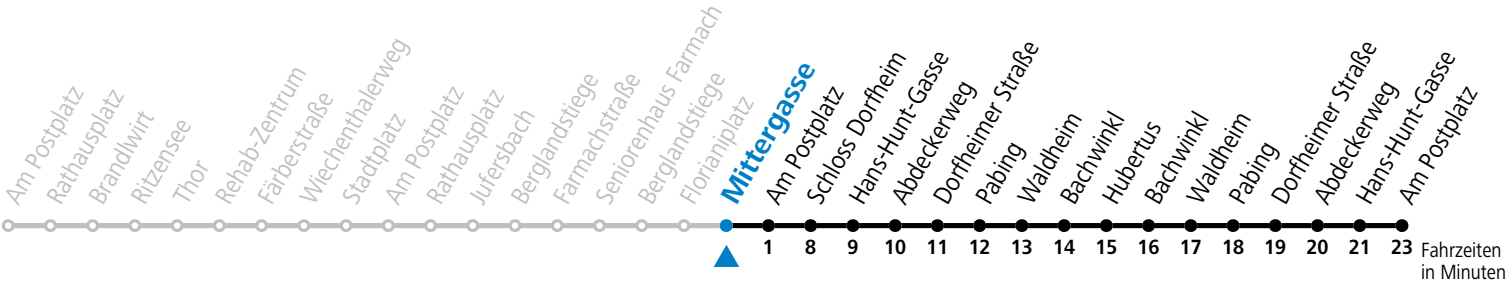 Am Postplatz
Rathausplatz
Brandlwirt
Ritzensee
Thor
Rehab-Zentrum
Färberstraße
Wiechenthalerweg
Stadtplatz
Am Postplatz
Rathausplatz
Jufersbach
Berglandstiege
Farmachstraße
Seniorenhaus Farmach
Berglandstiege
Florianiplatz
Mittergasse
Am Postplatz
Schloss Dorfheim
Hans-Hunt-Gasse
Abdeckerweg
Dorfheimer Straße
Pabing
Waldheim
Bachwinkl
Hubertus
Bachwinkl
Waldheim
Pabing
Dorfheimer Straße
Abdeckerweg
Hans-Hunt-Gasse
Am Postplatz
1 8 9 10 11 12 13 14 15 16 17 18 19 20 21 23 Fahrzeiten
in Minuten